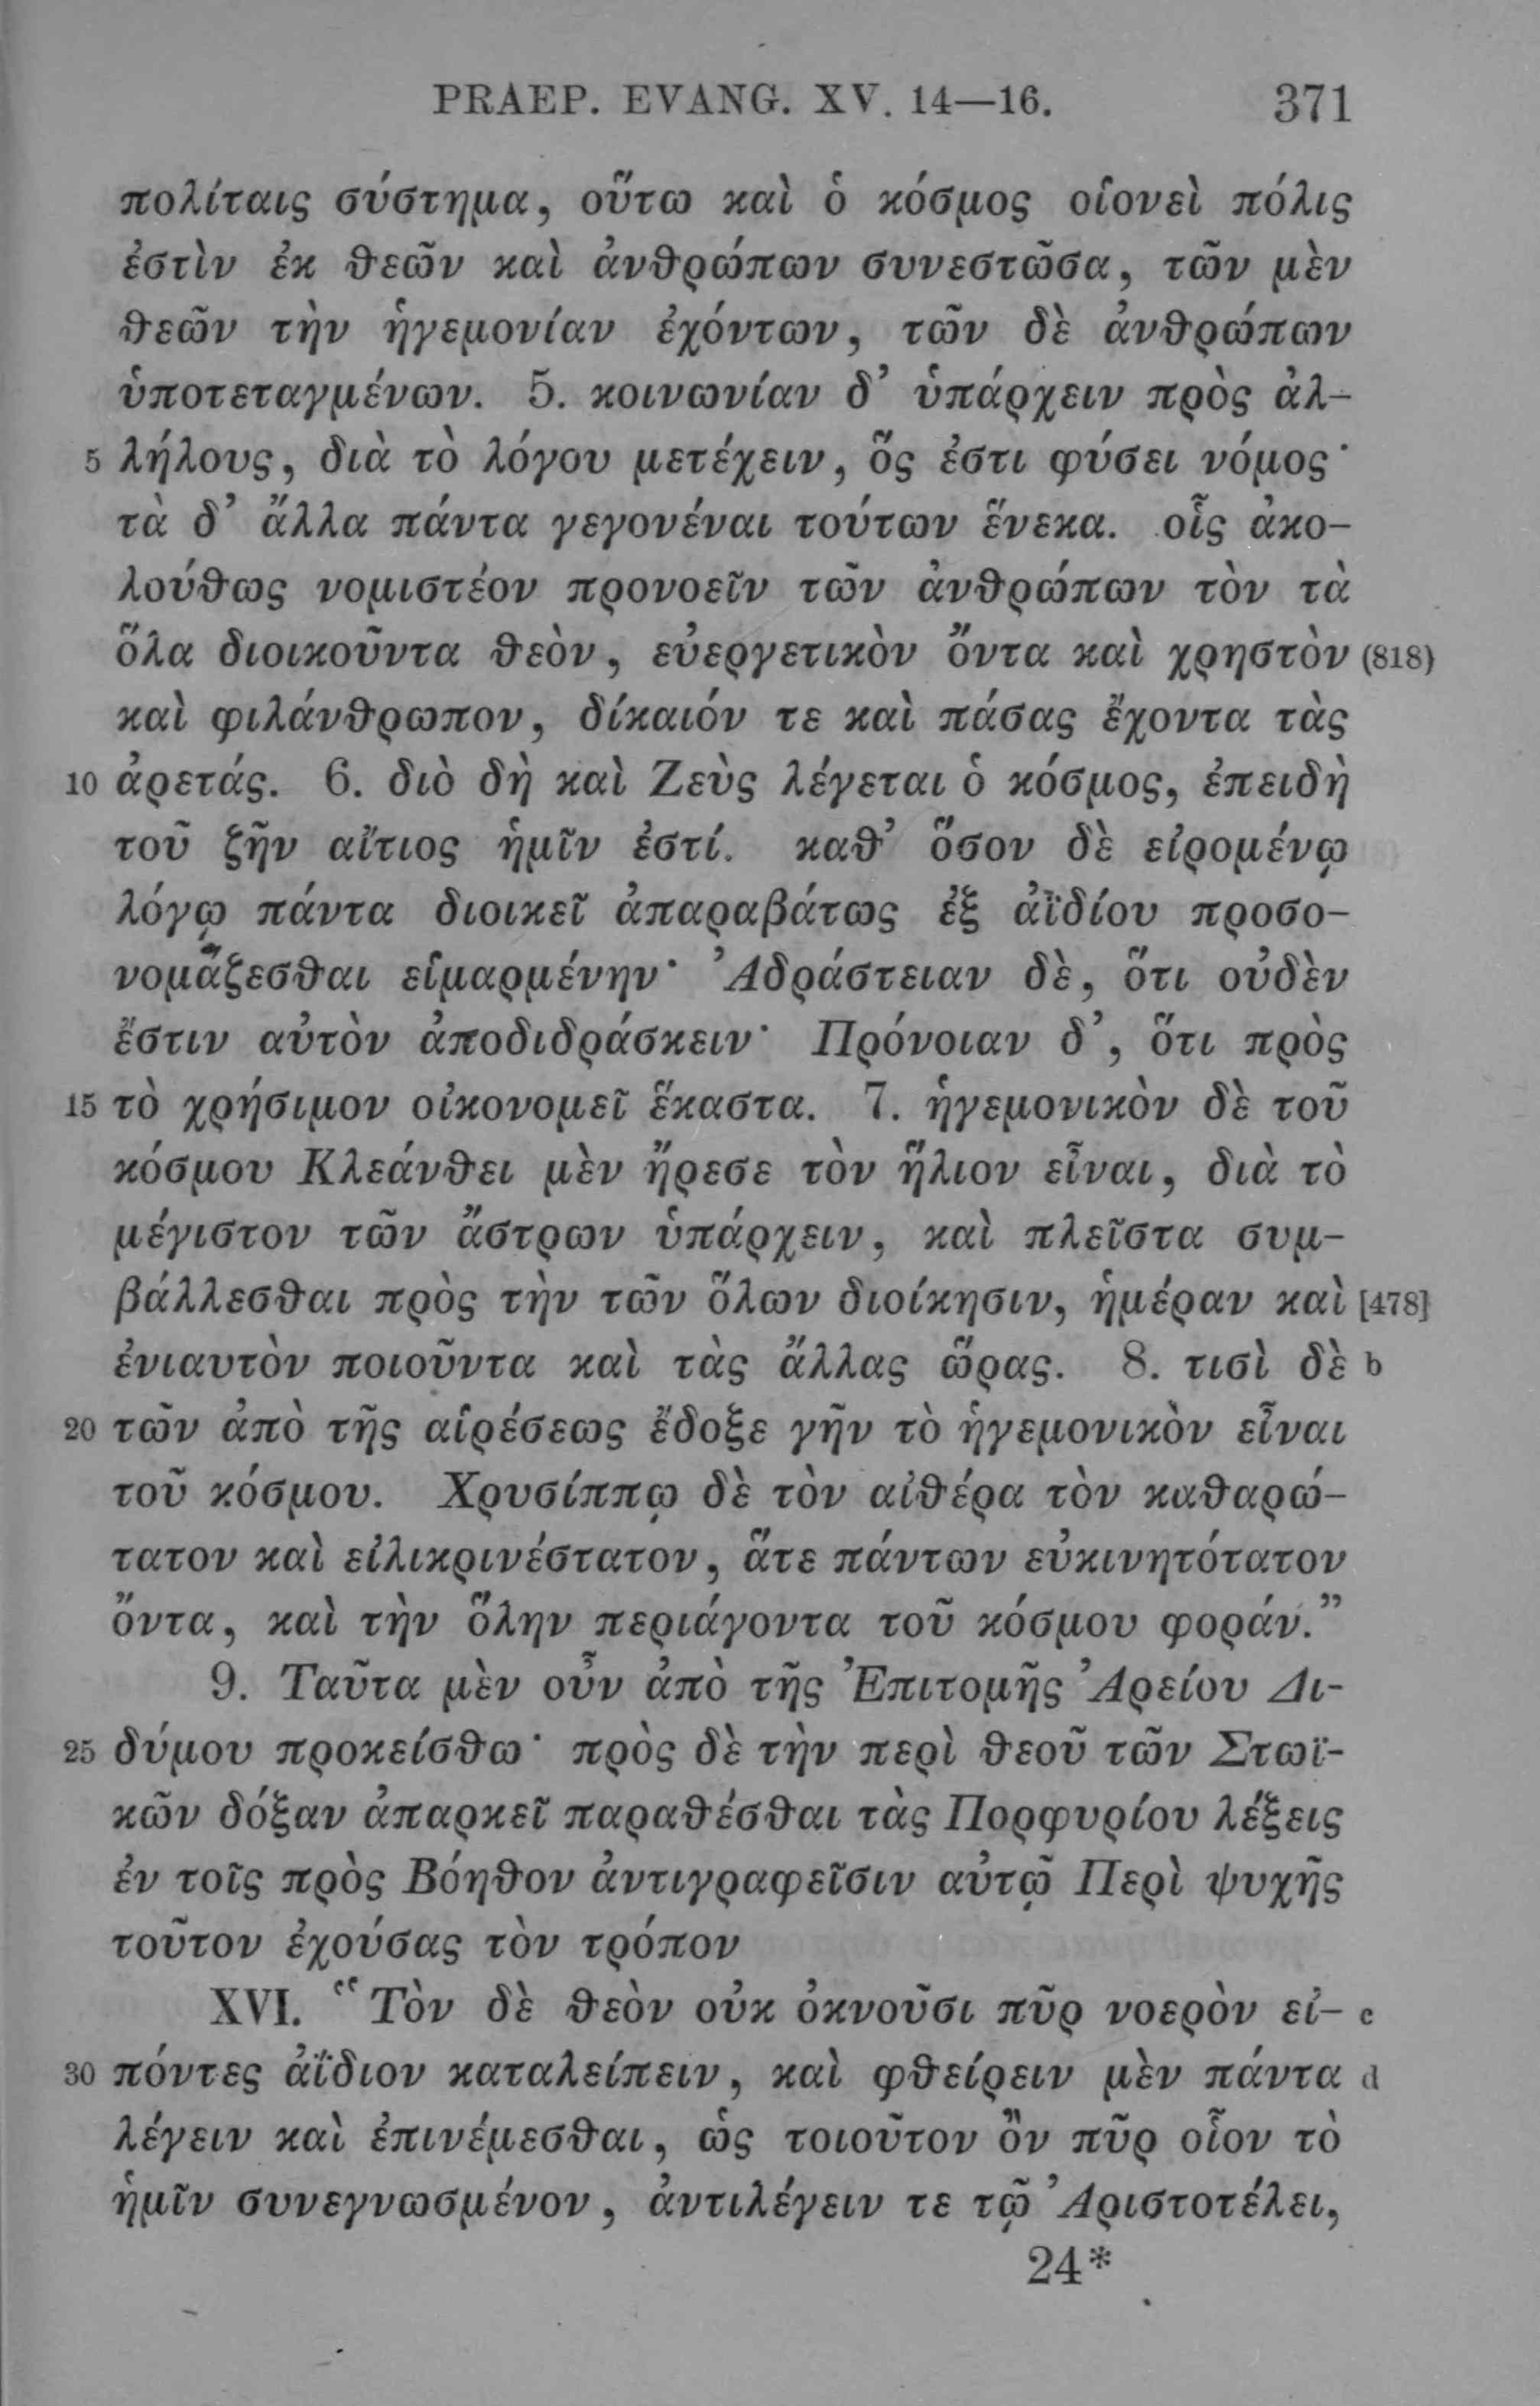 PRAEP. EVANG. XV. 14—16. 371
πολίταις σύστημα, οὕτω καὶ ὁ κόσμος οἱονεὶ πόλις
ἐστὶν ἐκ θεῶν καὶ ἀνθρώπων συνεστῶσα, τῶν μὲν
θεῶν τὴν ἡγεμονίαν ἐχόντων, τῶν δὲ ἀνθρώπων
ὑποτεταγμένων. 5. κοινωνίαν δ’ ὑπάρχειν πρὸς ἀλ-
5 λήλους, διὰ τὸ λόγου μετέχειν, ὅς ἐστι φύσει νόμος·
τὰ δ’ ἄλλα πάντα γεγονέναι τούτων ἕνεκα. οἷς ἀκο-
λούθως νομιστέον προνοεῖν τῶν ἀνθρώπων τὸν τὰ
ὅλα διοικοῦντα θεὸν, εὐεργετικὸν ὄντα καὶ χρηστὸν (818)
καὶ φιλάνθρωπον, δίκαιόν τε καὶ πάσας ἔχοντα τὰς
10 ἀρετάς. 6. διὸ δὴ καὶ Ζεὺς λέγεται ὁ κόσμος, ἐπειδὴ
τοῦ ζῆν αἴτιος ἡμῖν ἐστί. καθ’ ὅσον δὲ εἰρομένῳ
λόγῳ πάντα διοικεῖ ἀπαραβάτως ἐξ ἀϊδίου προσο-
νομάζεσθαι εἱμαρμένην· Ἀδράστειαν δὲ, ὅτι οὐδὲν
ἔστιν αὐτὸν ἀποδιδράσκειν· Πρόνοιαν δ’, ὅτι πρὸς
15 τὸ χρήσιμον οἰκονομεῖ ἕκαστα. 7. ἡγεμονικὸν δὲ τοῦ
κόσμου Κλεάνθει μὲν ἤρεσε τὸν ἥλιον εἶναι, διὰ τὸ
μέγιστον τῶν ἄστρων ὑπάρχειν, καὶ πλεῖστα συμ-
βάλλεσθαι πρὸς τὴν τῶν ὅλων διοίκησιν, ἡμέραν καὶ [478]
ἐνιαυτὸν ποιοῦντα καὶ τὰς ἄλλας ὥρας. 8. τισὶ δὲ b
20 τῶν ἀπὸ τῆς αἱρέσεως ἔδοξε γῆν τὸ ἡγεμονικὸν εἶναι
τοῦ κόσμου. Χρυσίππῳ δὲ τὸν αἰθέρα τὸν καθαρώ-
τατον καὶ εἰλικρινέστατον, ἅτε πάντων εὐκινητότατον
ὄντα, καὶ τὴν ὅλην περιάγοντα τοῦ κόσμου φοράν.”
9. Ταῦτα μὲν οὖν ἀπὸ τῆς Ἐπιτομῆς Ἀρείου Δι-
25 δύμου προκείσθω· πρὸς δὲ τὴν περὶ θεοῦ τῶν Στωϊ-
κῶν δόξαν ἀπαρκεῖ παραθέσθαι τὰς Πορφυρίου λέξεις
ἐν τοῖς πρὸς Βόηθον ἀντιγραφεῖσιν αὐτῷ Περὶ ψυχῆς
τοῦτον ἐχούσας τὸν τρόπον
XVI. “Τὸν δὲ θεὸν οὐκ ὀκνοῦσι πῦρ νοερὸν εἰ- c
30 πόντες ἀΐδιον καταλείπειν, καὶ φθείρειν μὲν πάντα d
λέγειν καὶ ἐπινέμεσθαι, ὡς τοιοῦτον ὂν πῦρ οἷον τὸ
ἡμῖν συνεγνωσμένον, ἀντιλέγειν τε τῷ Ἀριστοτέλει,
24*